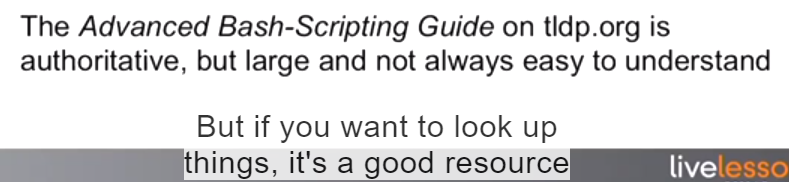 The Advanced Bash-Scripting Guide on tldp.org is
authoritative, but large and not always easy to understand
But if you want to look up
things, it's a good resource
livelesso